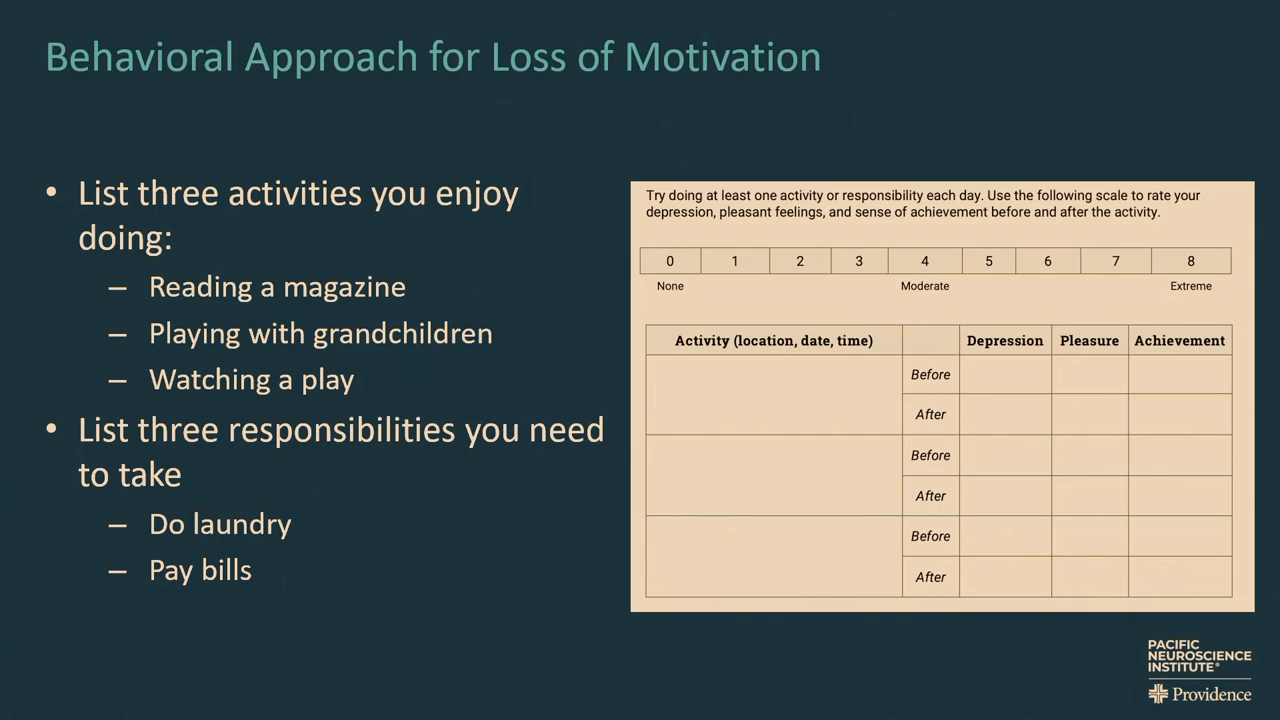 Behavioral Approach for Loss of Motivation
• List three activities you enjoy
doing:
– Reading a magazine
– Playing with grandchildren
– Watching a play
• List three responsibilities you need
to take
– Do laundry
– Pay bills
Try doing at least one activity or responsibility each day. Use the following scale to rate your
depression, pleasant feelings, and sense of achievement before and after the activity.
0 1 2 3 4 5 6 7 8
None Moderate Extreme
Activity (location, date, time) Depression Pleasure Achievement
Before
After
Before
After
Before
After
PACIFIC
NEUROSCIENCE
INSTITUTE®
Providence